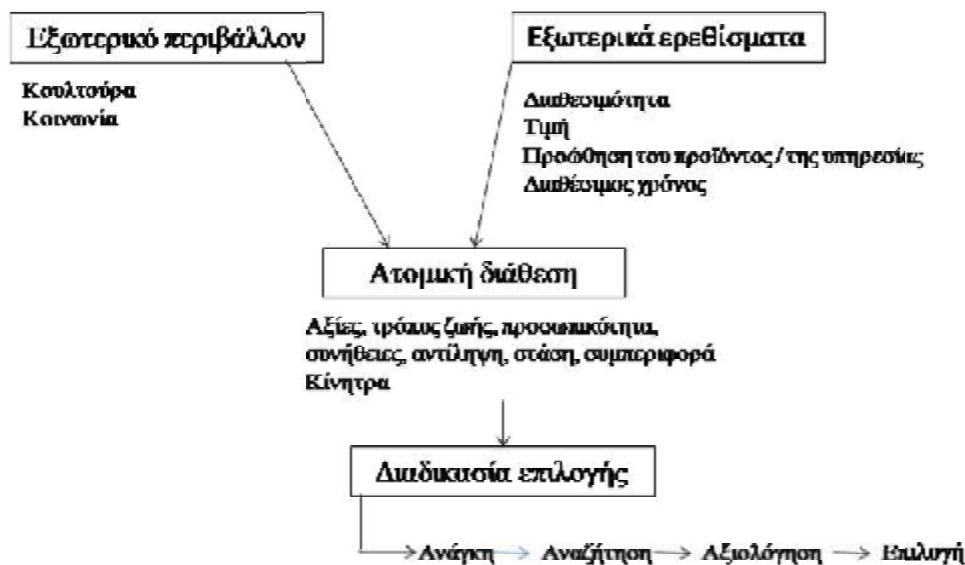 Εξωτερικό περιβάλλον
Κουλτούρα
Κοινωνία
Εξωτερικά ερεθίσματα
Διαθεσιμότητα
Τιμή
Προώθηση του προϊόντος / της υπηρεσίας
Διαθέσιμος χρόνος
Ατομική διάθεση
Αξίες, τρόπος ζωής, προσωπικότητα,
συνήθειες, αντίληψη, στάση, συμπεριφορά
Κίνητρα
Διαδικασία επιλογής
Ανάγκη Αναζήτηση Αξιολόγηση Επιλογή